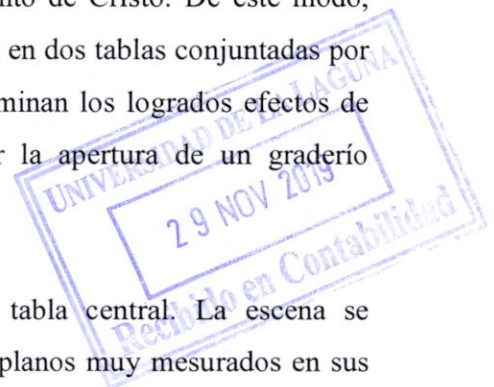 nto de Cristo. De este modo,
en dos tablas conjuntadas por
minan los logrados efectos de
r la apertura de un graderío
UNIVERSIDAD DE LA LAGUNA
29 NOV 2019
Recibido en Contabilidad
tabla central. La escena se
planos muy mesurados en sus